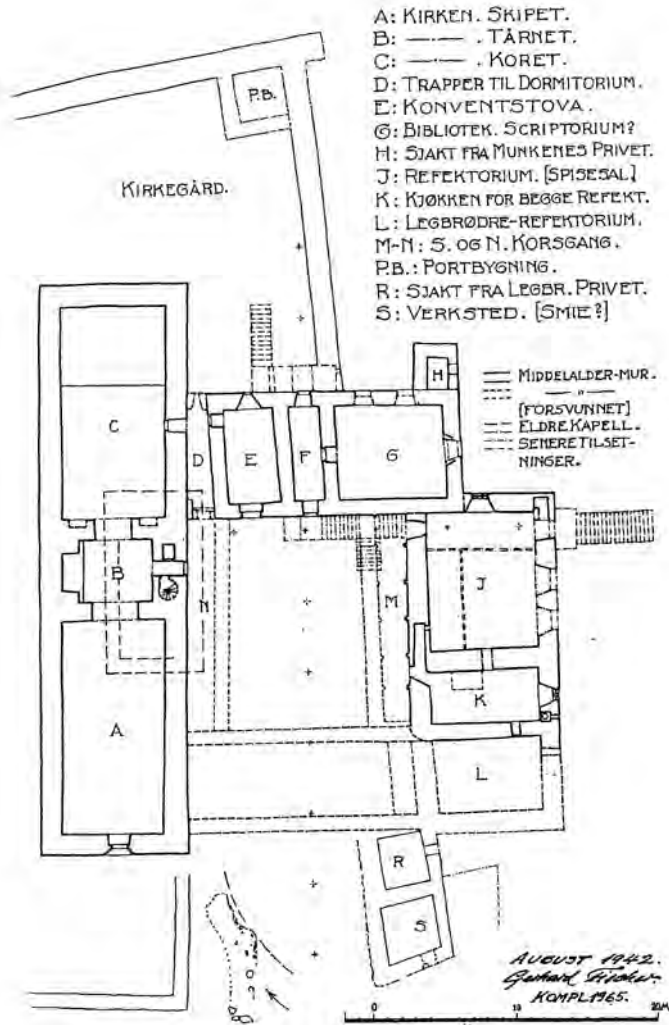 A: KIRKEN. SKIPET.
B: —·— . TÅRNET.
C: —·— . KORET.
D: TRAPPER TIL DORMITORIUM.
E: KONVENTSTOVA.
G: BIBLIOTEK. SCRIPTORIUM?
H: SJAKT FRA MUNKENES PRIVET.
J: REFEKTORIUM. [SPISESAL]
K: KJØKKEN FOR BEGGE REFEKT.
L: LEGBRØDRE-REFEKTORIUM.
M-N: S. OG N. KORSGANG.
P.B.: PORTBYGNING.
R: SJAKT FRA LEGBR. PRIVET.
S: VERKSTED. [SMIE?]
P.B.
KIRKEGÅRD.
MIDDELALDER-MUR.
—"—
[FORSVUNNET]
ELDRE KAPELL.
SENERE TILSET-
NINGER.
H
C
D
E
F
G
B
N
M
J
K
A
L
R
S
AUGUST 1942.
Gerhard Fischer.
KOMPL 1965.
0 10 20M